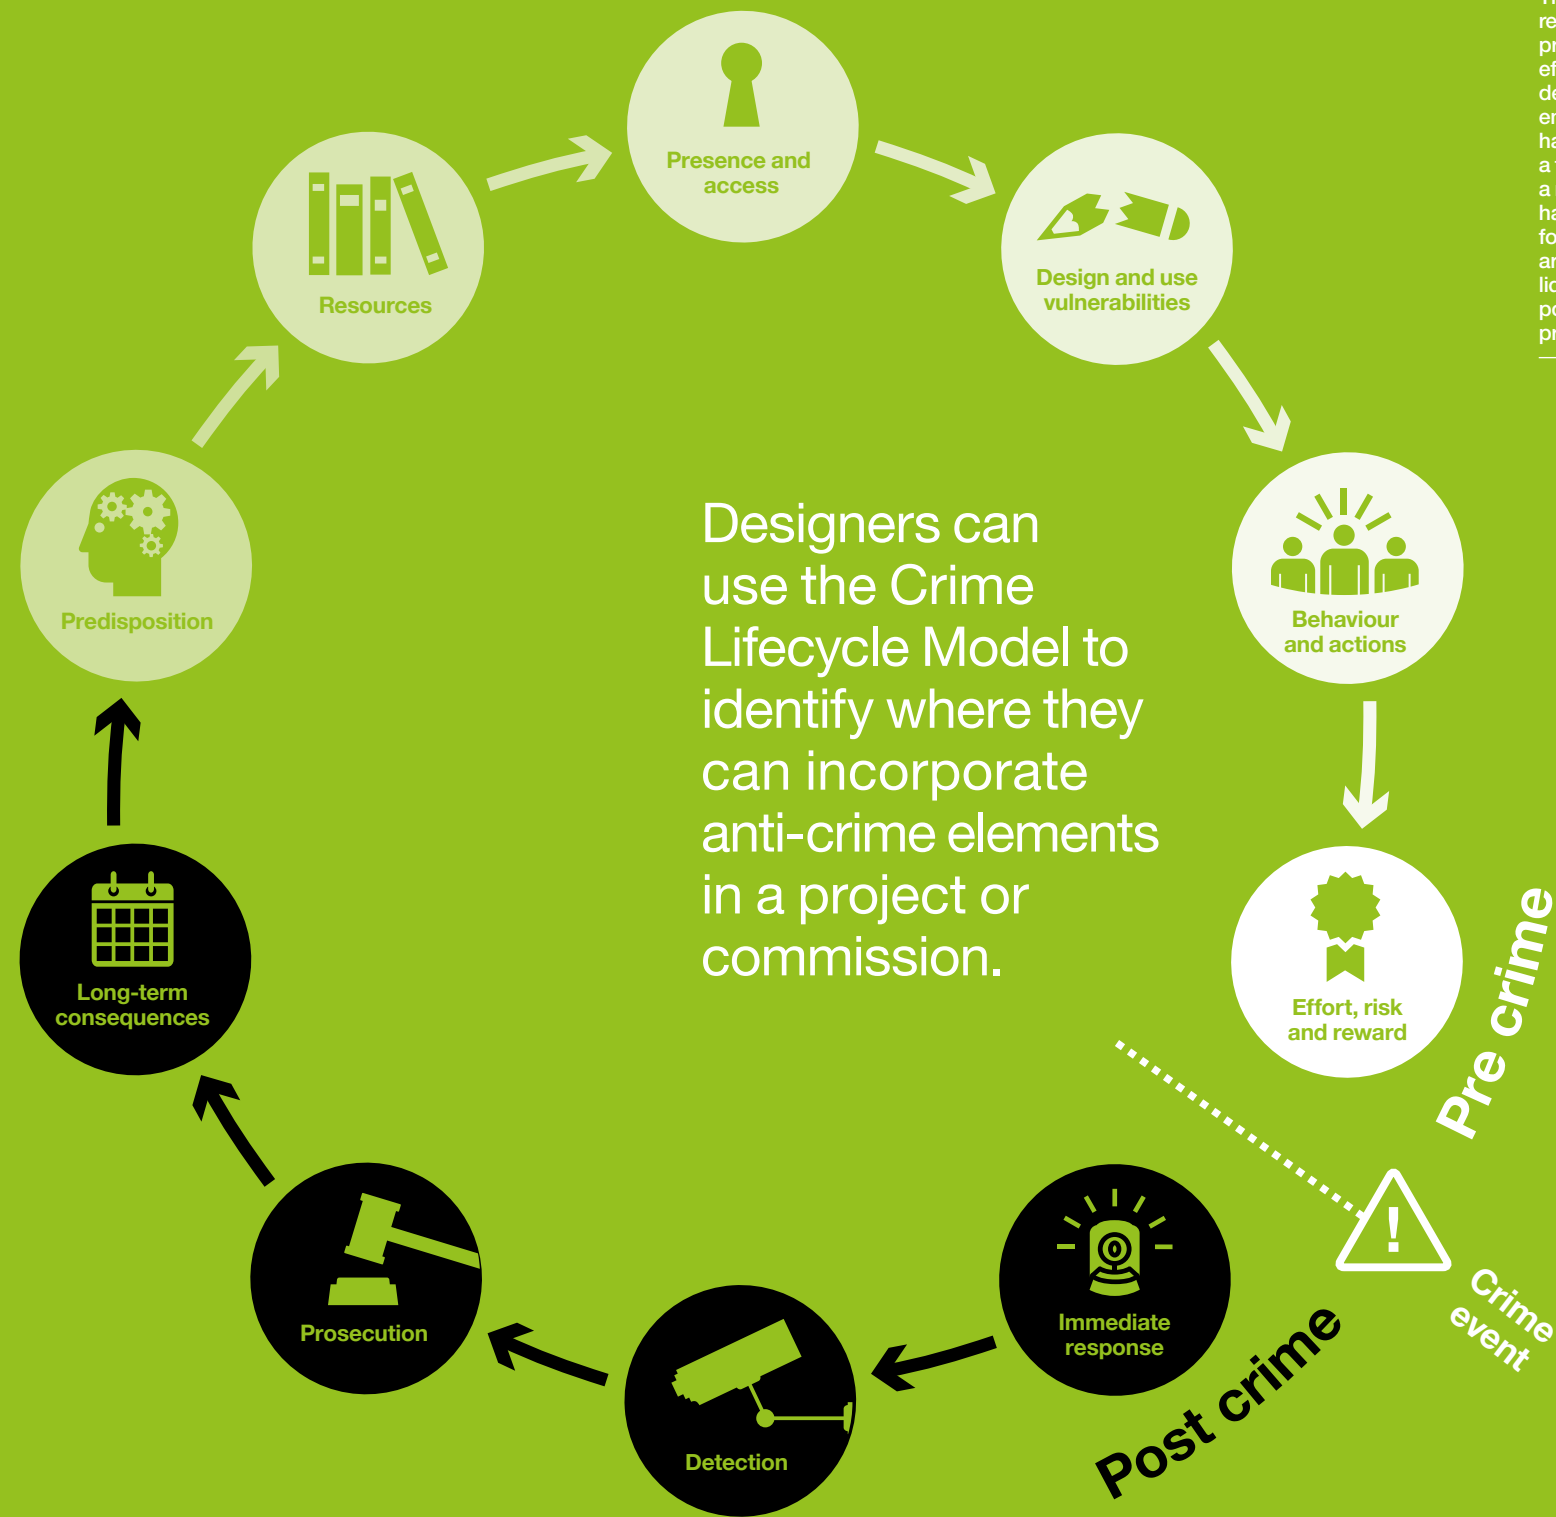 Presence and
access
Design and use
vulnerabilities
Resources
Behaviour
and actions
Predisposition
Designers can
use the Crime
Lifecycle Model to
identify where they
can incorporate
anti-crime elements
in a project or
commission.
Effort, risk
and reward
Pre crime
Long-term
consequences
!
Crime
event
Immediate
response
Post crime
Prosecution
Detection